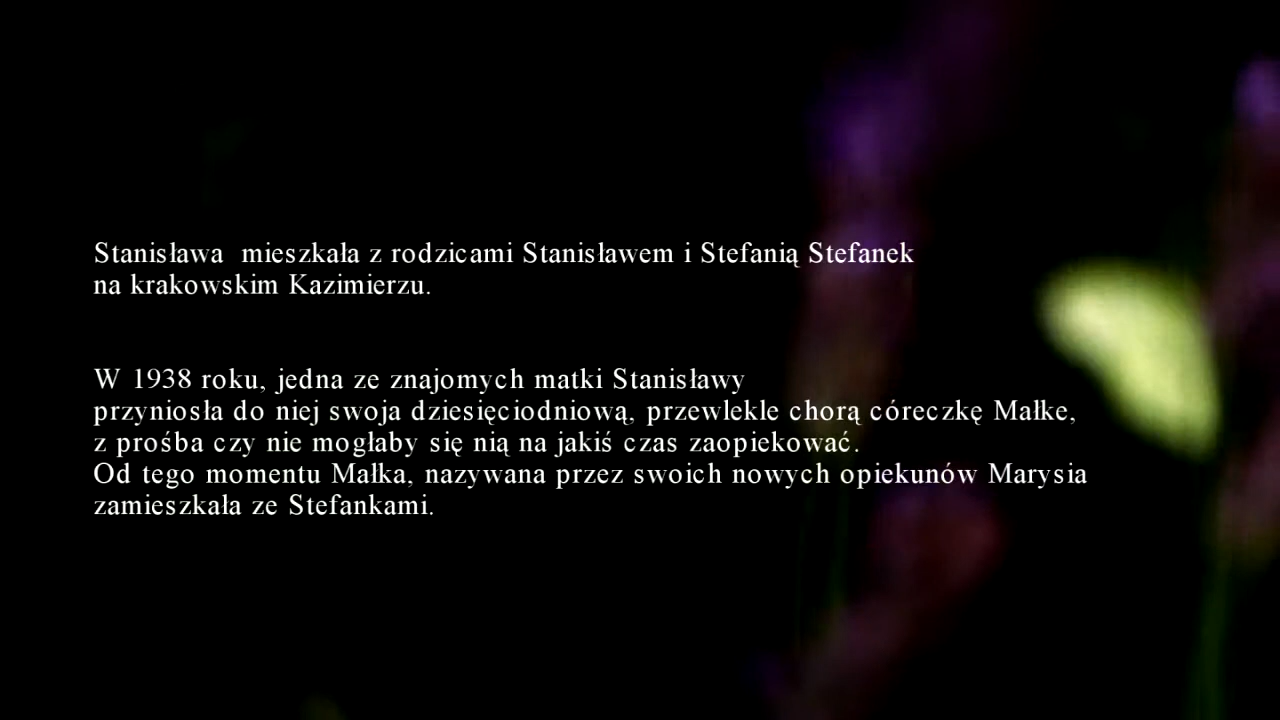 Stanisława  mieszkała z rodzicami Stanisławem i Stefanią Stefanek
na krakowskim Kazimierzu.
W 1938 roku, jedna ze znajomych matki Stanisławy
przyniosła do niej swoja dziesięciodniową, przewlekle chorą córeczkę Małke,
z prośba czy nie mogłaby się nią na jakiś czas zaopiekować.
Od tego momentu Małka, nazywana przez swoich nowych opiekunów Marysia
zamieszkała ze Stefankami.